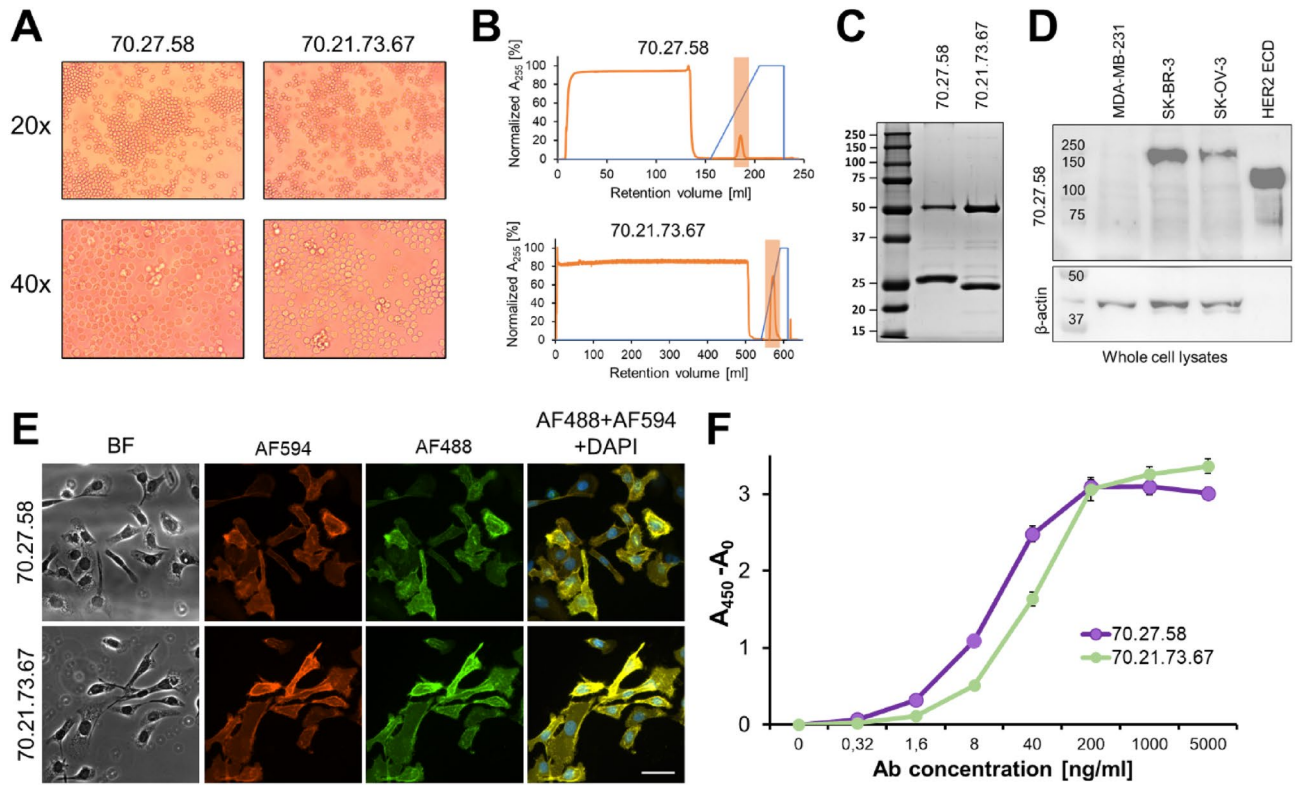 A
70.27.58
70.21.73.67
20x
40x
B
70.27.58
Normalized A255 [%]
100
80
60
40
20
0
0
50
100
150
200
250
Retention volume [ml]
70.21.73.67
Normalized A255 [%]
100
80
60
40
20
0
0
100
200
300
400
500
600
Retention volume [ml]
C
70.27.58
70.21.73.67
250
150
100
75
50
37
25
20
15
D
MDA-MB-231
SK-BR-3
SK-OV-3
HER2 ECD
70.27.58
250
150
100
75
β-actin
50
37
Whole cell lysates
E
BF
AF594
AF488
AF488+AF594
+DAPI
70.27.58
70.21.73.67
F
A450-A0
3
2
1
0
70.27.58
70.21.73.67
0
0,32
1,6
8
40
200
1000
5000
Ab concentration [ng/ml]